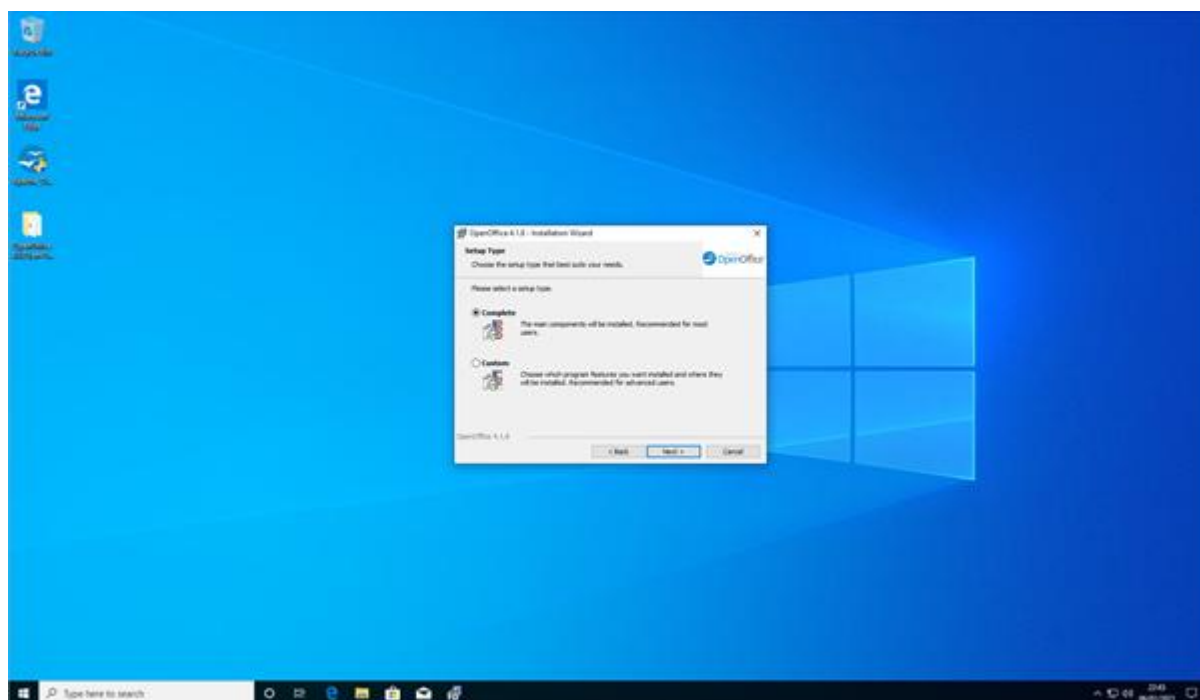 OpenOffice 4.1.8 - Installation Wizard
Setup Type
Choose the setup type that best suits your needs.
OpenOffice
Please select a setup type.
Complete
The main components will be installed. Recommended for most
users.
Custom
Choose which program features you want installed and where they
will be installed. Recommended for advanced users.
OpenOffice 4.1.8
< Back
Next >
Cancel
Type here to search